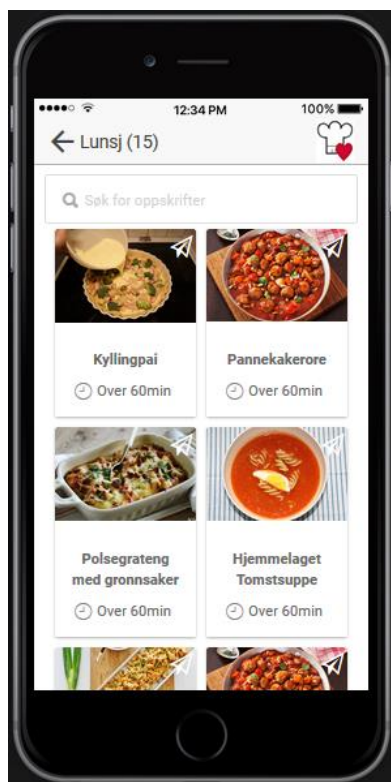 12:34 PM
100%
Lunsj (15)
Søk for oppskrifter
Kyllingpai
Over 60min
Pannekakerore
Over 60min
Polsegrateng
med gronnsaker
Over 60min
Hjemmelaget
Tomstsuppe
Over 60min